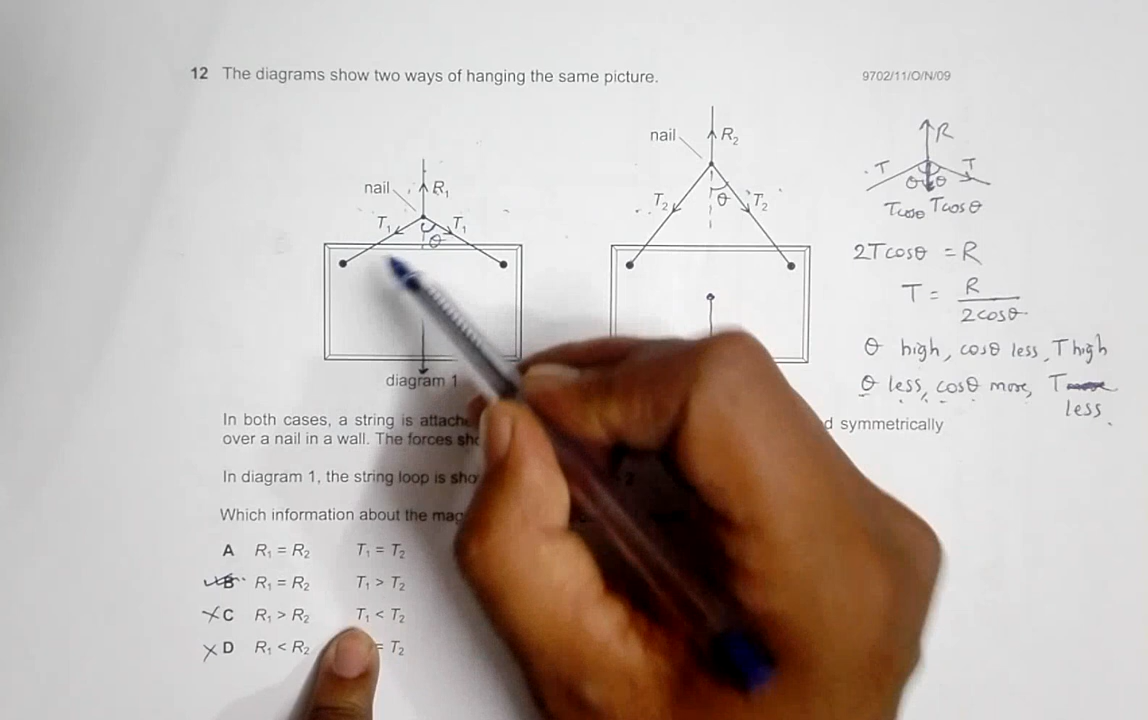 12 The diagrams show two ways of hanging the same picture.
9702/11/O/N/09
nail
R1
T1
T1
θ
diagram 1
nail
R2
T2
T2
θ
R
T
T
θ
θ
Tcosθ Tcosθ
2Tcosθ = R
T = R
2cosθ
θ high, cosθ less, T high
θ less, cosθ more, T
less.
In both cases, a string is attache
d symmetrically
over a nail in a wall. The forces sho
In diagram 1, the string loop is sho
Which information about the mag
A R1 = R2 T1 = T2
B R1 = R2 T1 > T2
C R1 > R2 T1 < T2
D R1 < R2 = T2